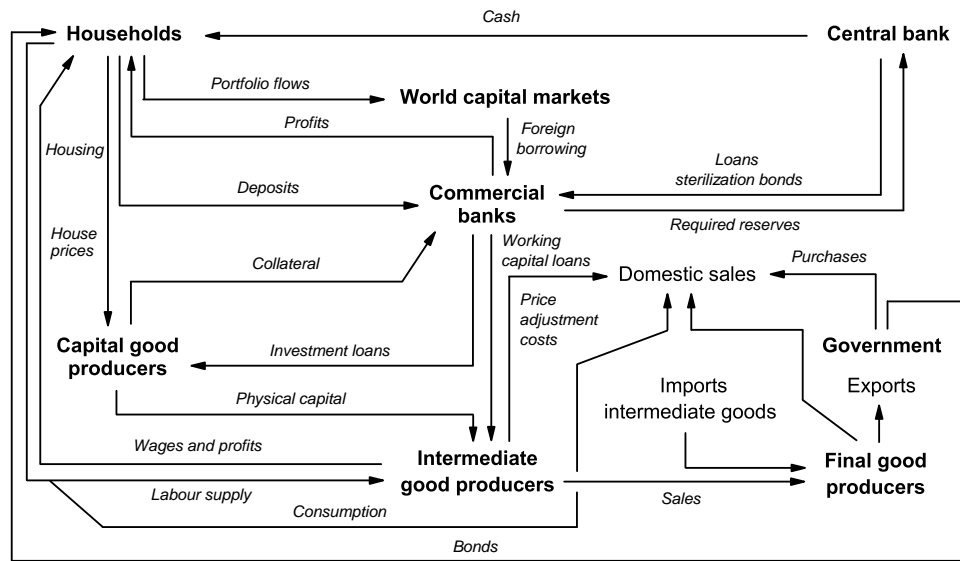 Cash
Households
Central bank
Portfolio flows
World capital markets
Profits
Foreign
borrowing
Housing
Loans
sterilization bonds
Deposits
Commercial
banks
Required reserves
House
prices
Working
capital loans
Purchases
Collateral
Domestic sales
Price
adjustment
costs
Capital good
producers
Investment loans
Government
Imports
intermediate goods
Exports
Physical capital
Wages and profits
Intermediate
good producers
Final good
producers
Labour supply
Sales
Consumption
Bonds